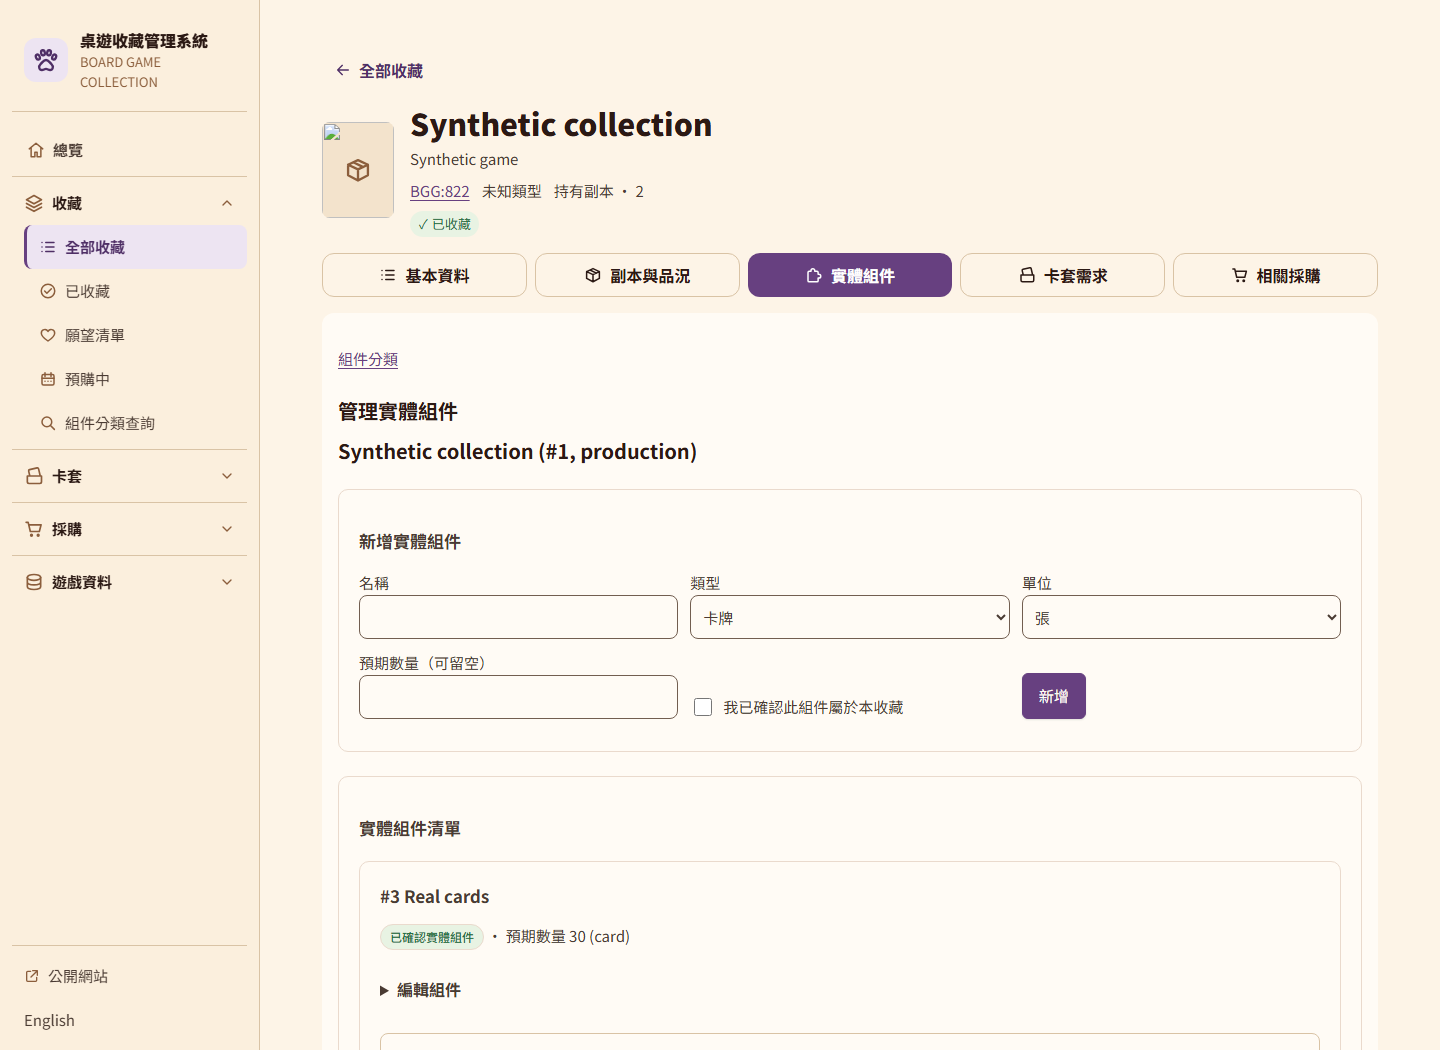 桌遊收藏管理系統
BOARD GAME
COLLECTION
總覽
收藏
全部收藏
已收藏
願望清單
預購中
組件分類查詢
卡套
採購
遊戲資料
公開網站
English
全部收藏
Synthetic collection
Synthetic game
BGG:822 未知類型 持有副本 · 2
✓ 已收藏
基本資料 副本與品況 實體組件 卡套需求 相關採購
組件分類
管理實體組件
Synthetic collection (#1, production)
新增實體組件
名稱 類型 單位
卡牌 張
預期數量（可留空）
我已確認此組件屬於本收藏 新增
實體組件清單
#3 Real cards
已確認實體組件 · 預期數量 30 (card)
編輯組件